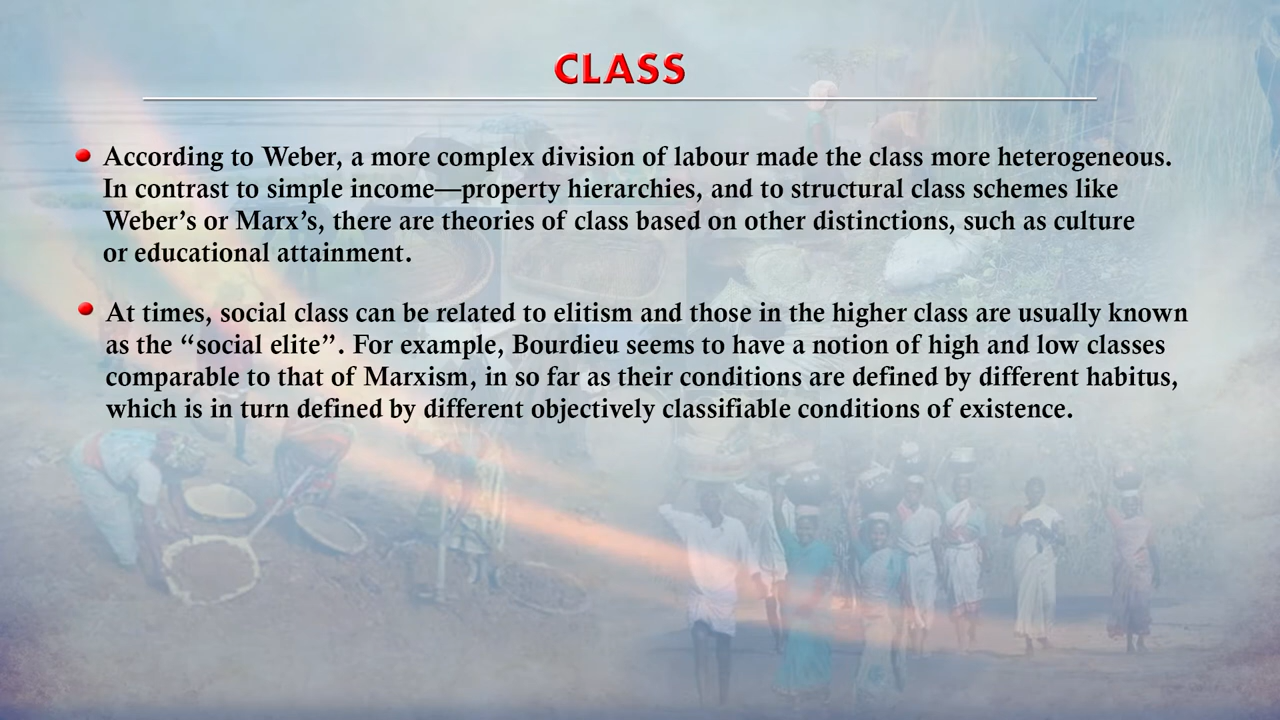 CLASS
According to Weber, a more complex division of labour made the class more heterogeneous.
In contrast to simple income—property hierarchies, and to structural class schemes like
Weber’s or Marx’s, there are theories of class based on other distinctions, such as culture
or educational attainment.
At times, social class can be related to elitism and those in the higher class are usually known
as the “social elite”. For example, Bourdieu seems to have a notion of high and low classes
comparable to that of Marxism, in so far as their conditions are defined by different habitus,
which is in turn defined by different objectively classifiable conditions of existence.